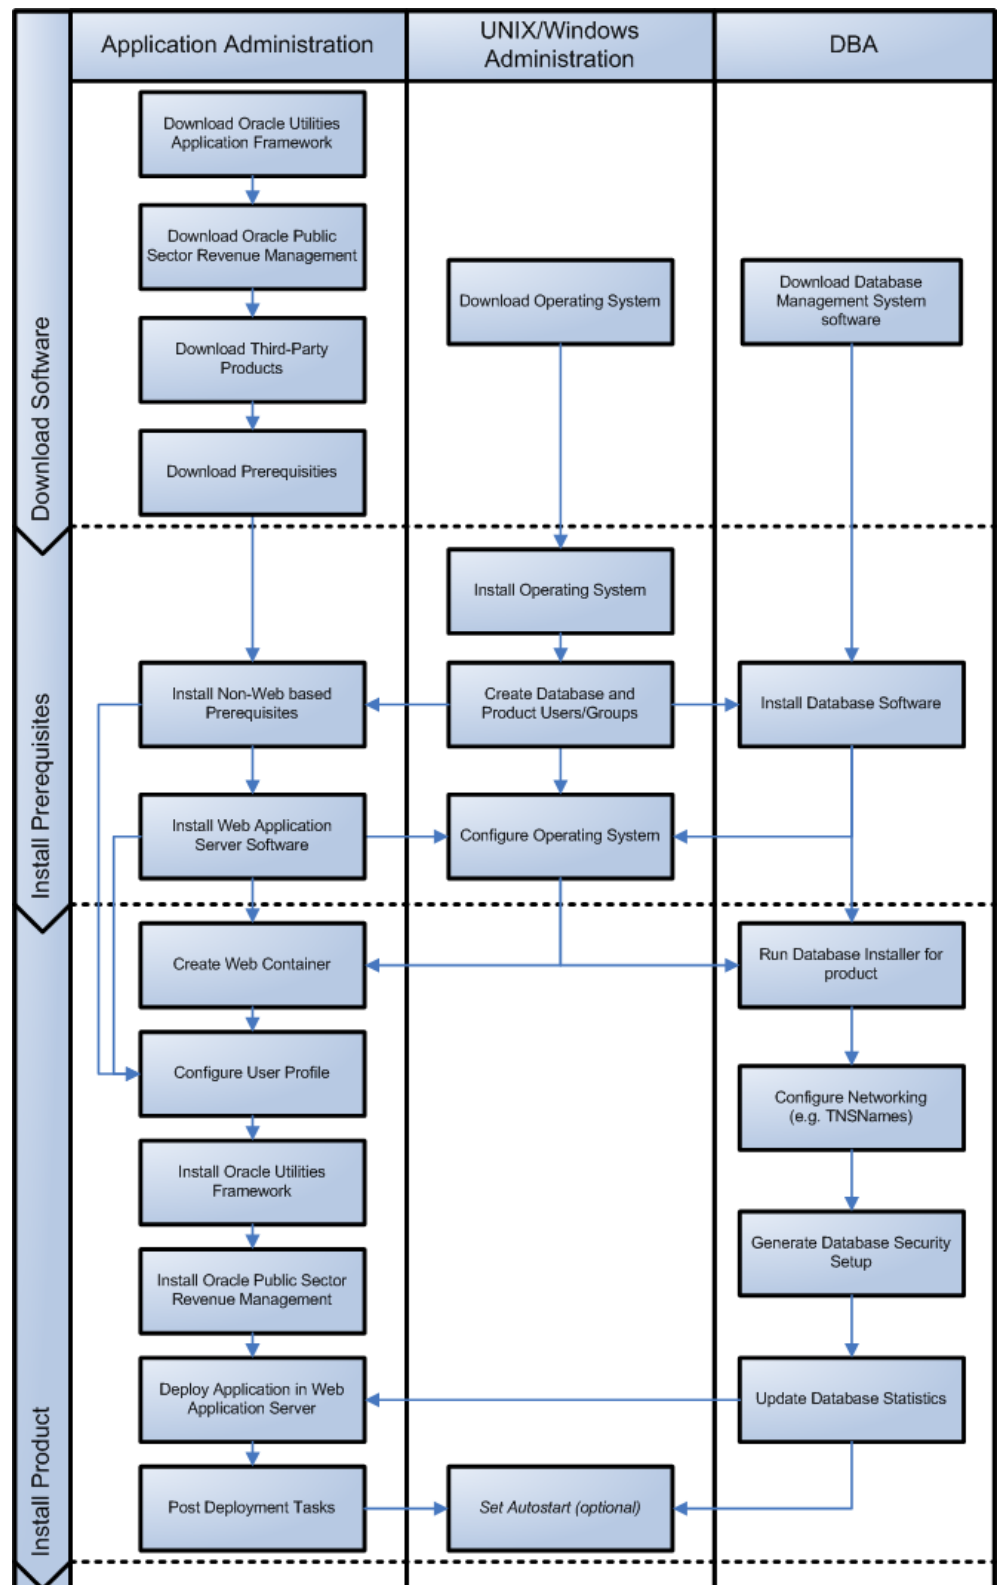 Application Administration
UNIX/Windows
Administration
DBA
Download Software
Download Oracle Utilities
Application Framework
Download Oracle Public
Sector Revenue Management
Download Third-Party
Products
Download Prerequisities
Download Operating System
Download Database
Management System
software
Install Prerequisites
Install Operating System
Install Non-Web based
Prerequisites
Create Database and
Product Users/Groups
Install Database Software
Install Web Application
Server Software
Configure Operating System
Install Product
Create Web Container
Run Database Installer for
product
Configure User Profile
Configure Networking
(e.g. TNSNames)
Install Oracle Utilities
Framework
Generate Database Security
Setup
Install Oracle Public Sector
Revenue Management
Deploy Application in Web
Application Server
Update Database Statistics
Post Deployment Tasks
Set Autostart (optional)